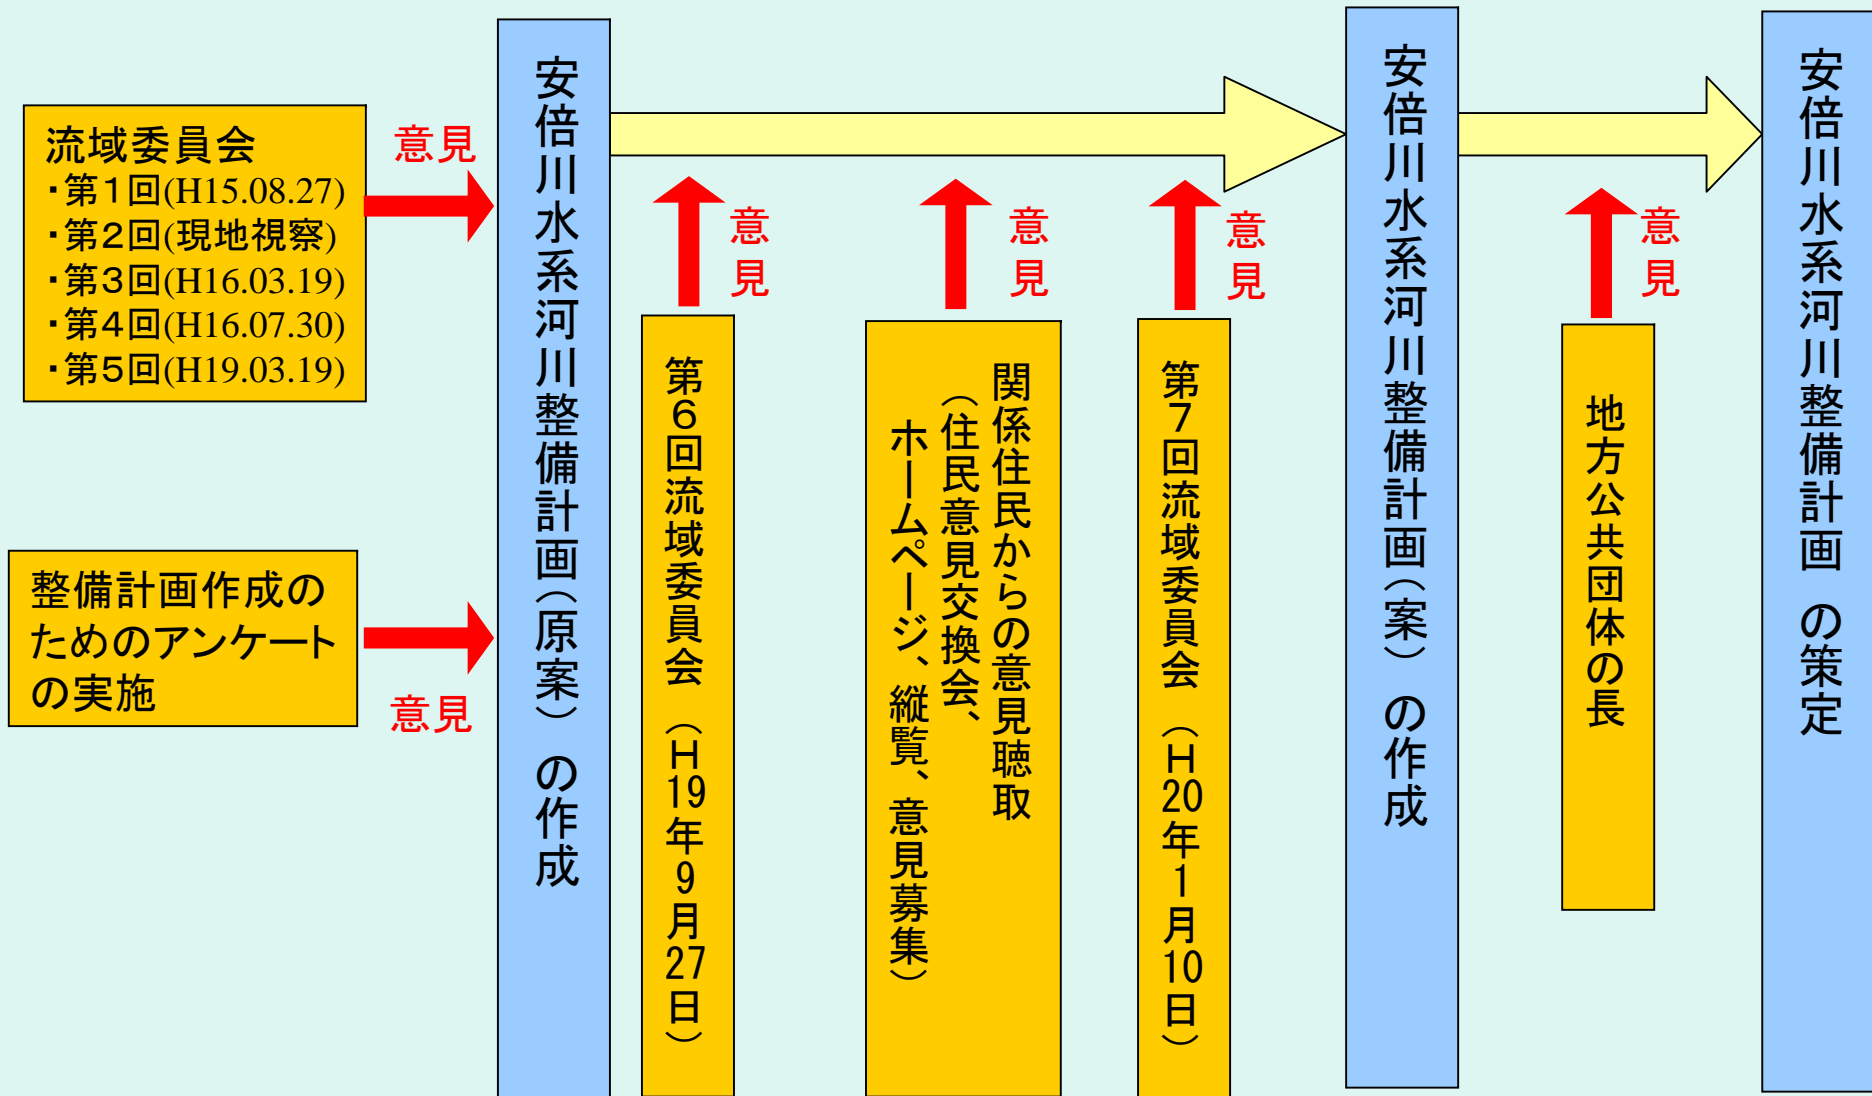 流域委員会
・第１回(H15.08.27)
・第２回(現地視察)
・第３回(H16.03.19)
・第４回(H16.07.30)
・第５回(H19.03.19)
意見
整備計画作成の
ためのアンケート
の実施
意見
安倍川水系河川整備計画（原案）の作成
第６回流域委員会（Ｈ19年９月27日）
意見
関係住民からの意見聴取
（住民意見交換会、
ホームページ、縦覧、意見募集）
意見
第７回流域委員会（Ｈ20年１月10日）
意見
安倍川水系河川整備計画（案）の作成
地方公共団体の長
意見
安倍川水系河川整備計画の策定